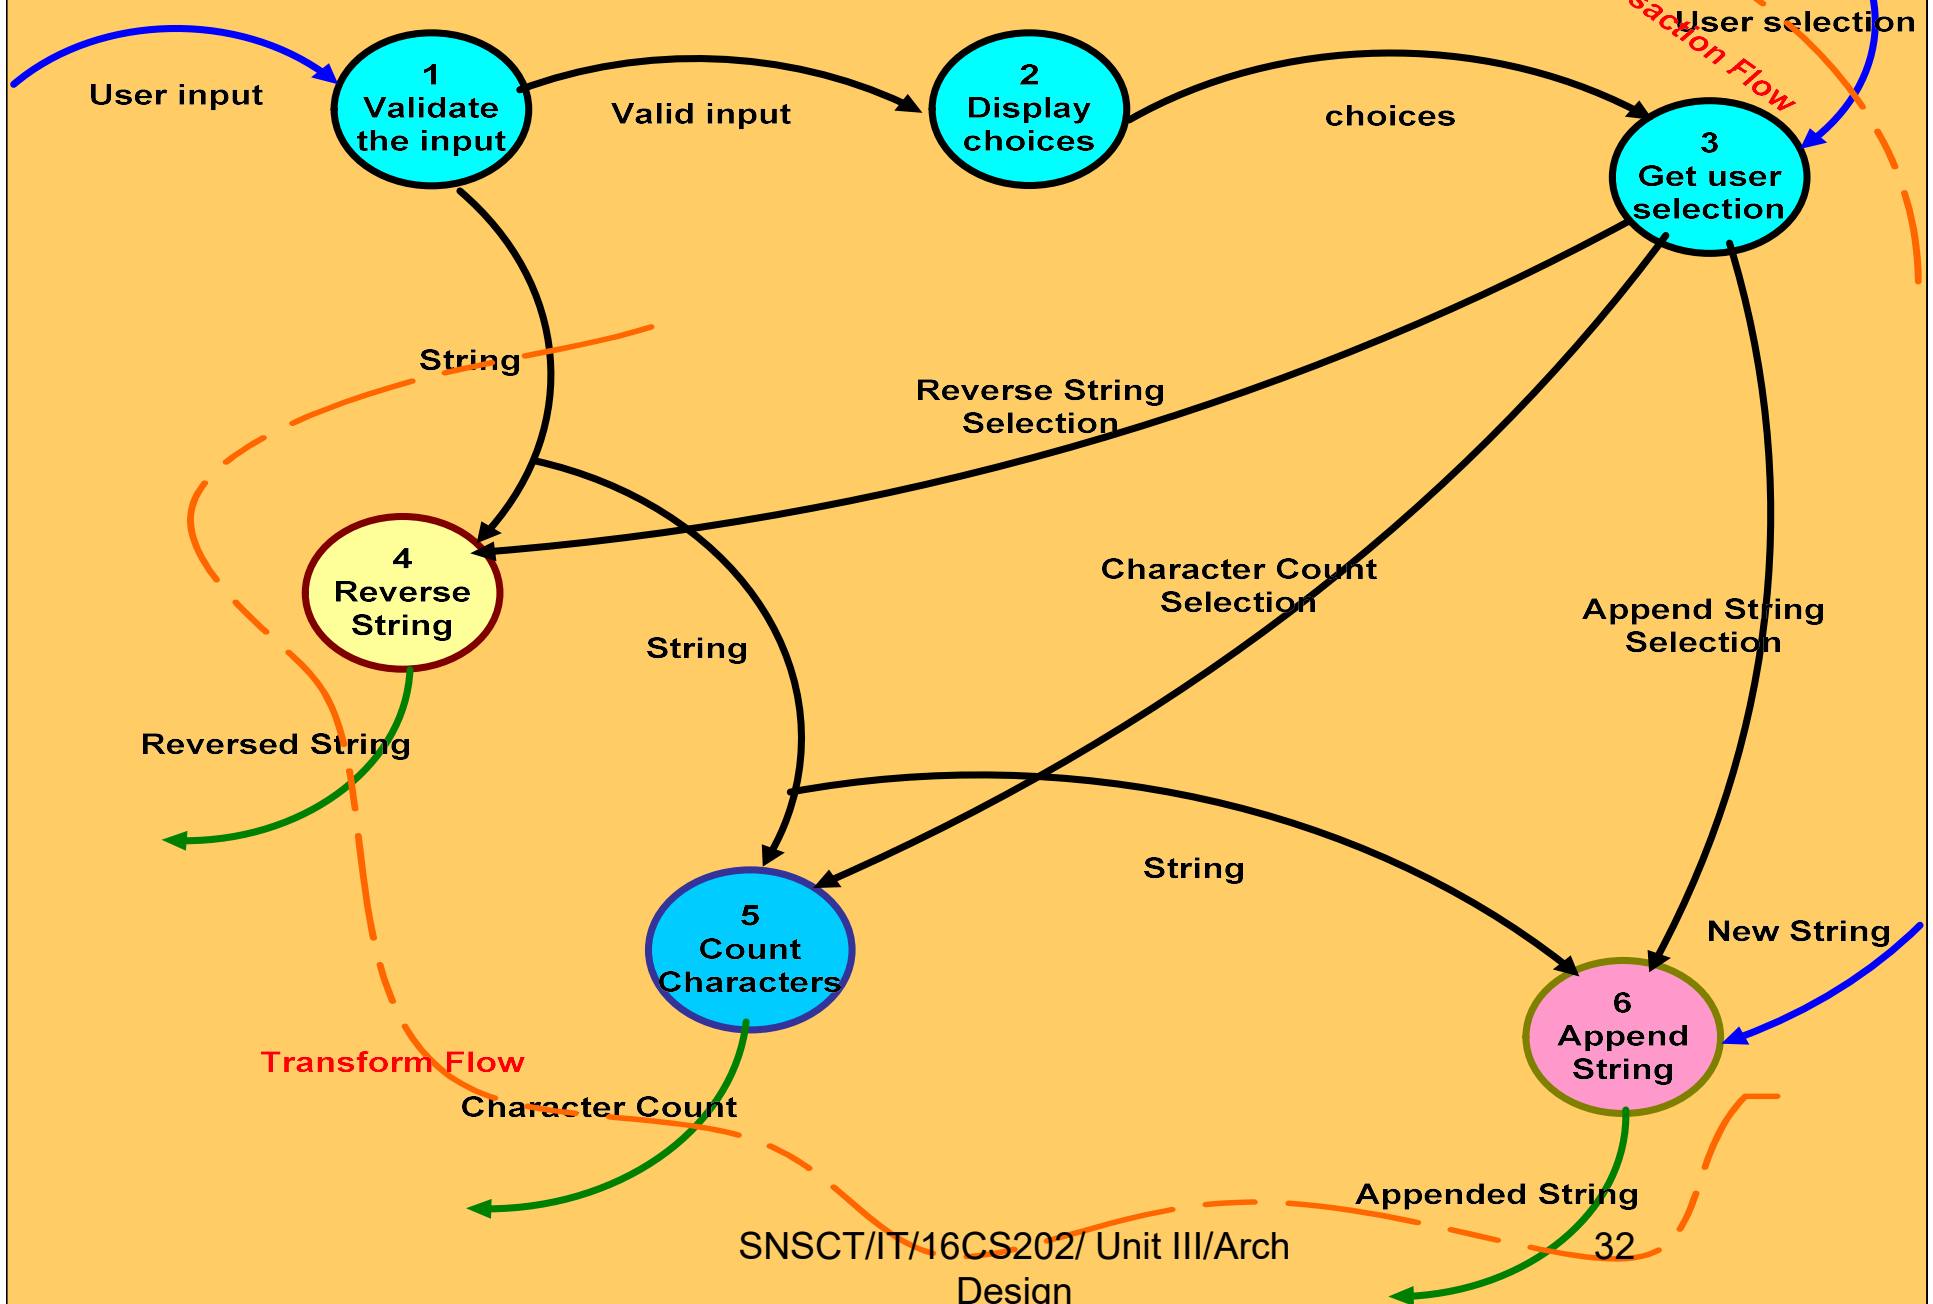 User selection
saction Flow
User input
1
Validate
the input
Valid input
2
Display
choices
choices
3
Get user
selection
String
Reverse String
Selection
4
Reverse
String
Character Count
Selection
Append String
Selection
String
Reversed String
String
5
Count
Characters
New String
6
Append
String
Transform Flow
Character Count
Appended String
SNSCT/IT/16CS202/ Unit III/Arch
Design
32